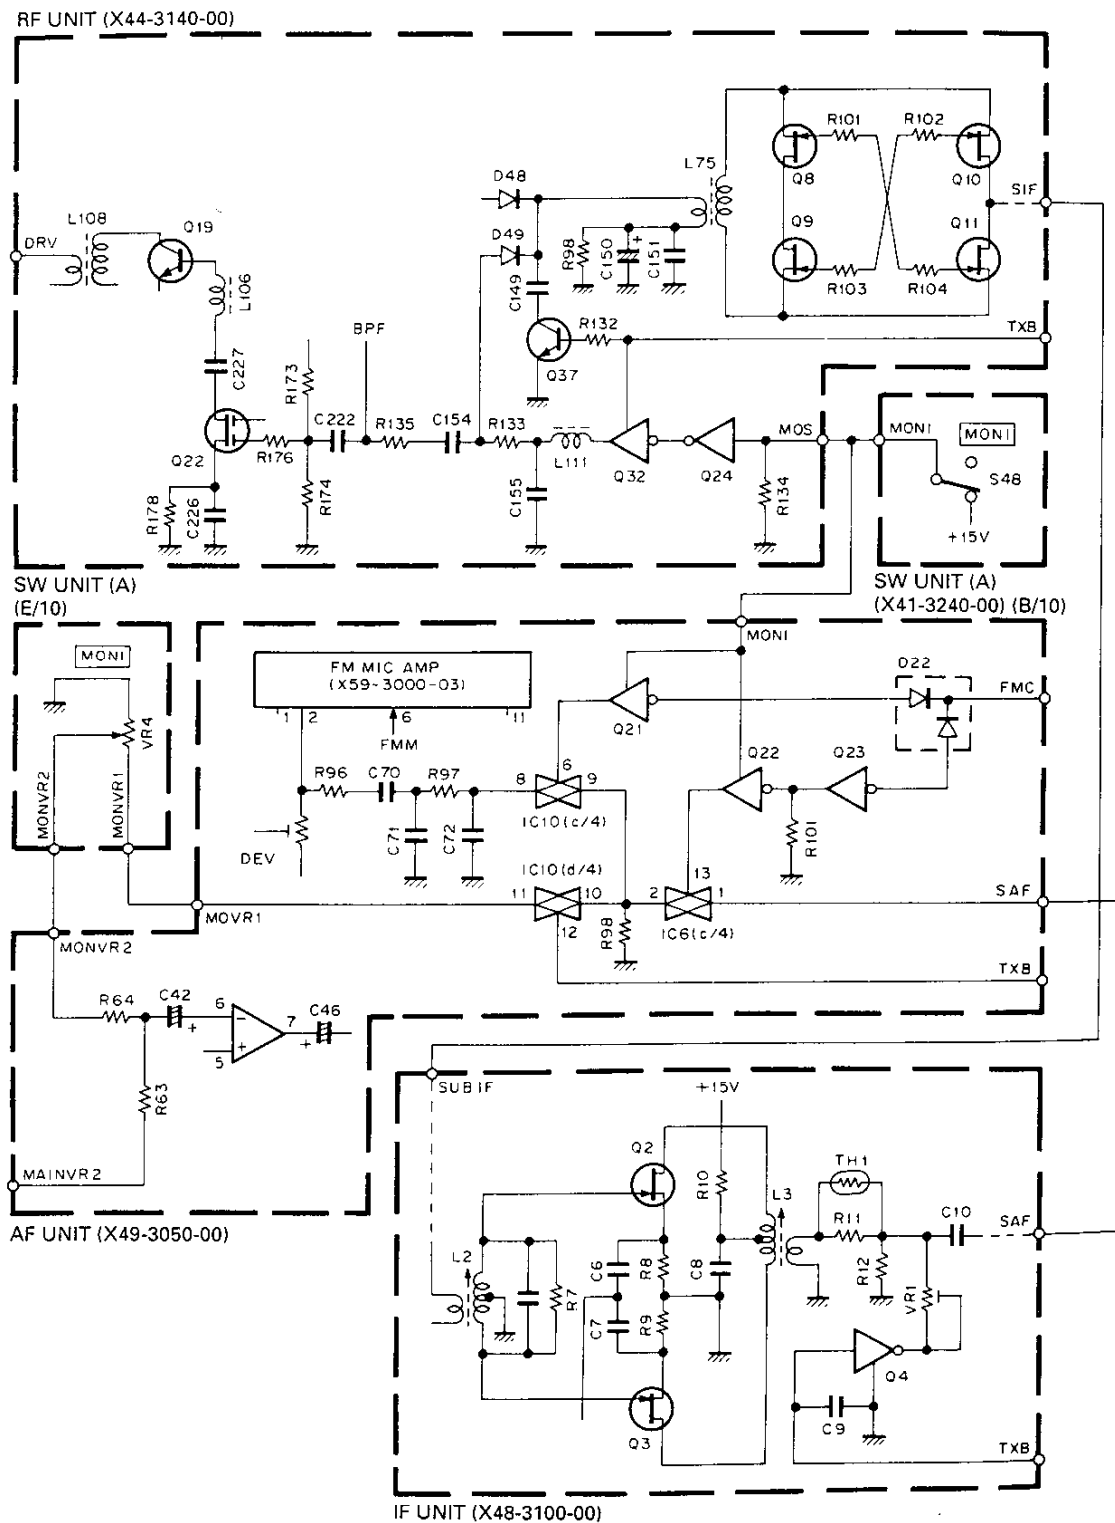 RF UNIT (X44-3140-00)
R101
R102
L75
D48
Q8
Q10
SIF
L108
Q19
DRV
D49
R98
C150
+
C151
Q9
Q11
L106
C149
R103
R104
BPF
R132
TXB
C227
R173
Q37
C222
R135
C154
R133
MOS
MONI
MONI
Q22
R176
L111
Q32
Q24
S48
R178
C226
R174
C155
R134
+15V
SW UNIT (A)
(E/10)
SW UNIT (A)
(X41-3240-00) (B/10)
MONI
MONI
FM MIC AMP
(X59-3000-03)
D22
FMC
1
2
6
11
Q21
VR4
FMM
MONVR2
MONVR1
R96
C70
R97
8
6
9
Q22
Q23
IC10(c/4)
DEV
C71
C72
R101
IC10(d/4)
13
11
10
2
1
SAF
MOVR1
12
R98
IC6(c/4)
MONVR2
TXB
R64
C42
+
6
−
7
C46
+
5
+
R63
SUBIF
+15V
MAINVR2
Q2
R10
TH1
L3
AF UNIT (X49-3050-00)
R11
C10
SAF
L2
C6
R8
C8
R12
R7
VR1
C7
R9
Q4
Q3
C9
TXB
IF UNIT (X48-3100-00)